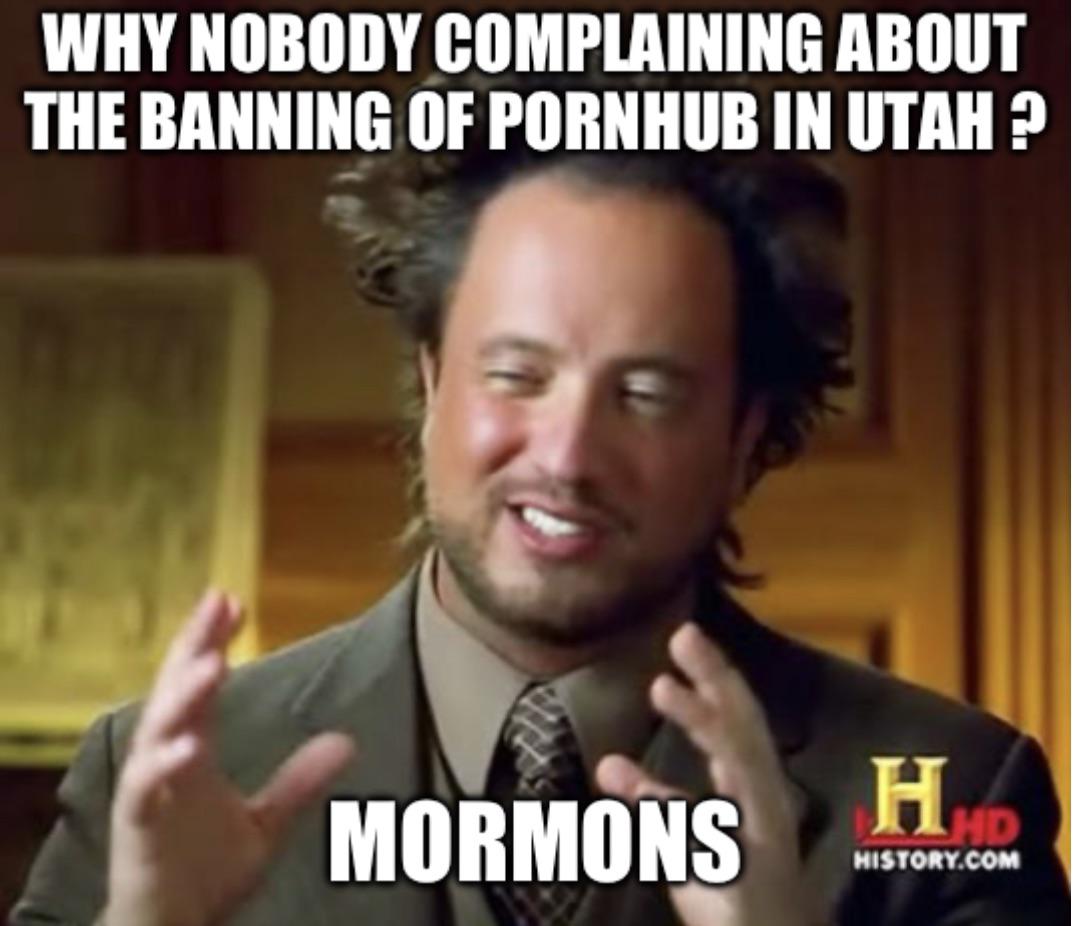 WHY NOBODY COMPLAINING ABOUT
THE BANNING OF PORNHUB IN UTAH ?
MORMONS
H HD
HISTORY.COM